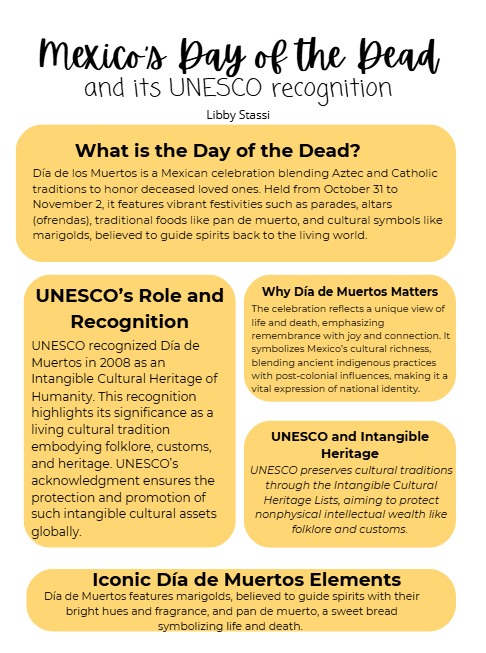 Mexico's Day of the Dead
and its UNESCO recognition
Libby Stassi
What is the Day of the Dead?
Día de los Muertos is a Mexican celebration blending Aztec and Catholic
traditions to honor deceased loved ones. Held from October 31 to
November 2, it features vibrant festivities such as parades, altars
(ofrendas), traditional foods like pan de muerto, and cultural symbols like
marigolds, believed to guide spirits back to the living world.
UNESCO's Role and
Recognition
UNESCO recognized Día de
Muertos in 2008 as an
Intangible Cultural Heritage of
Humanity. This recognition
highlights its significance as a
living cultural tradition
embodying folklore, customs,
and heritage. UNESCO's
acknowledgment ensures the
protection and promotion of
such intangible cultural assets
globally.
Why Día de Muertos Matters
The celebration reflects a unique view of
life and death, emphasizing
remembrance with joy and connection. It
symbolizes Mexico's cultural richness,
blending ancient indigenous practices
with post-colonial influences, making it a
vital expression of national identity.
UNESCO and Intangible
Heritage
UNESCO preserves cultural traditions
through the Intangible Cultural
Heritage Lists, aiming to protect
nonphysical intellectual wealth like
folklore and customs.
Iconic Día de Muertos Elements
Día de Muertos features marigolds, believed to guide spirits with their
bright hues and fragrance, and pan de muerto, a sweet bread
symbolizing life and death.